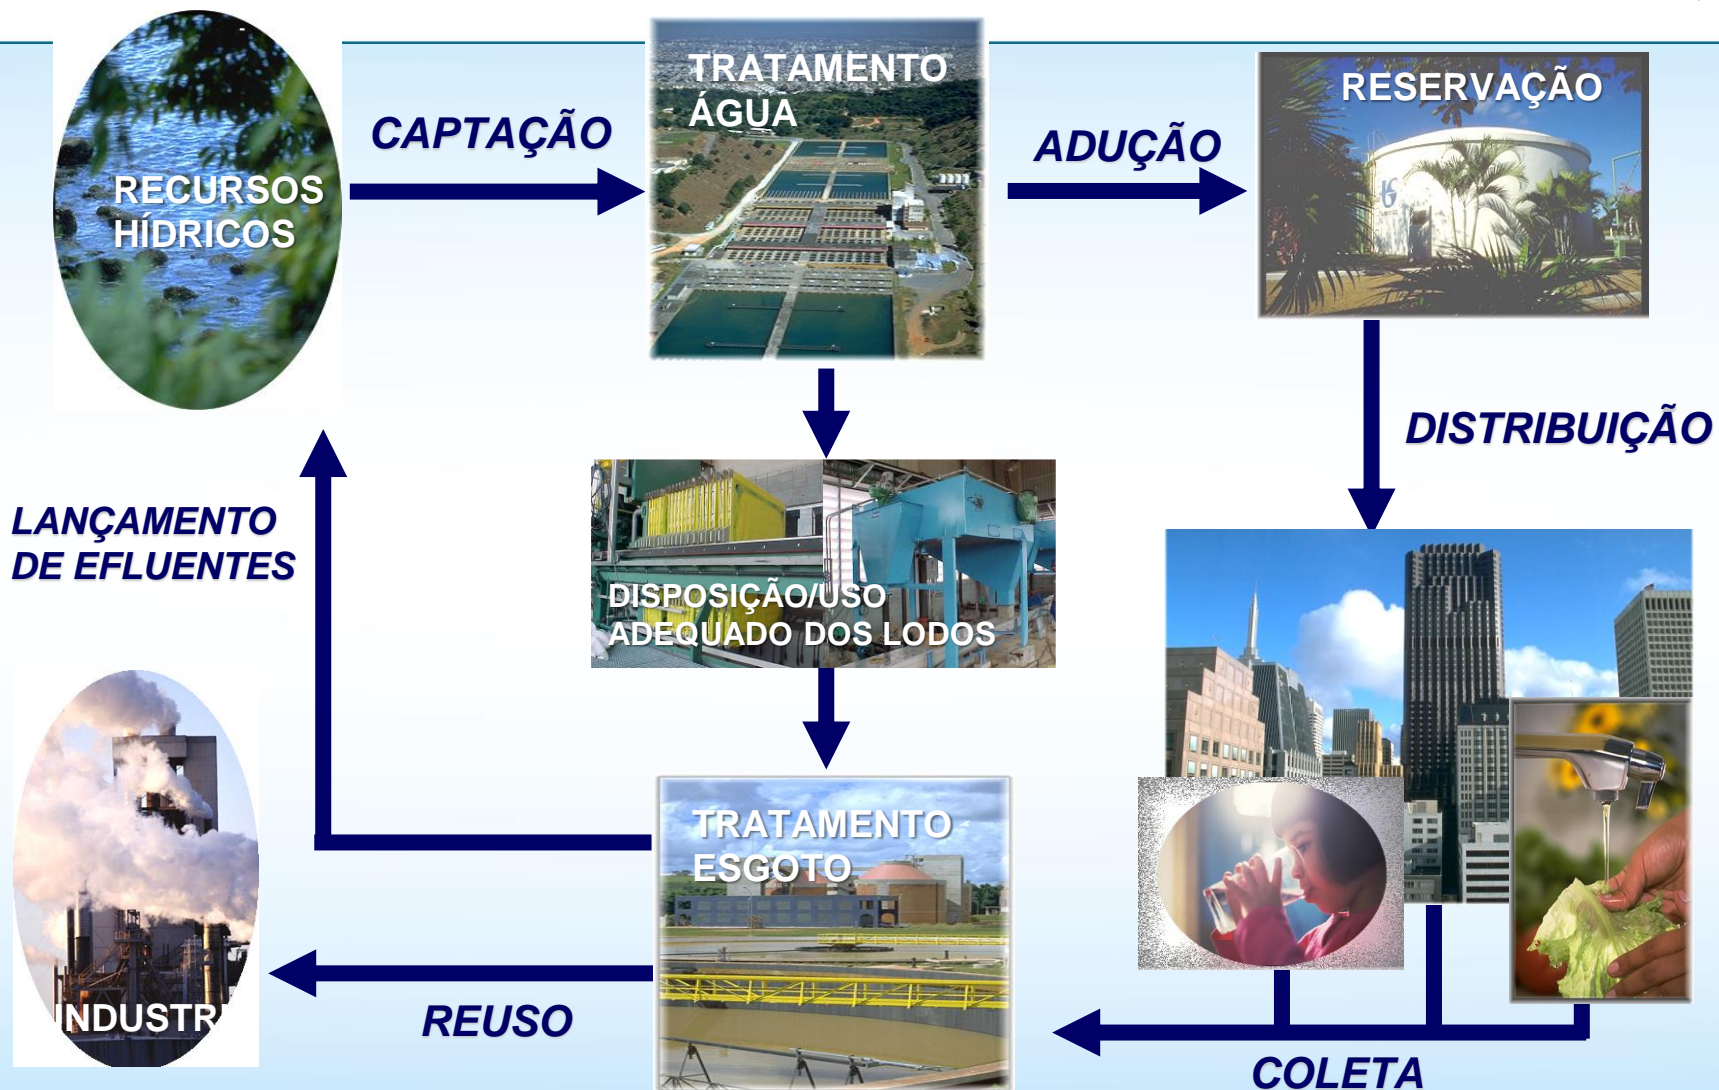 RECURSOS
HÍDRICOS
CAPTAÇÃO
TRATAMENTO
ÁGUA
ADUÇÃO
RESERVAÇÃO
DISTRIBUIÇÃO
LANÇAMENTO
DE EFLUENTES
DISPOSIÇÃO/USO
ADEQUADO DOS LODOS
TRATAMENTO
ESGOTO
INDUSTRI
REUSO
COLETA